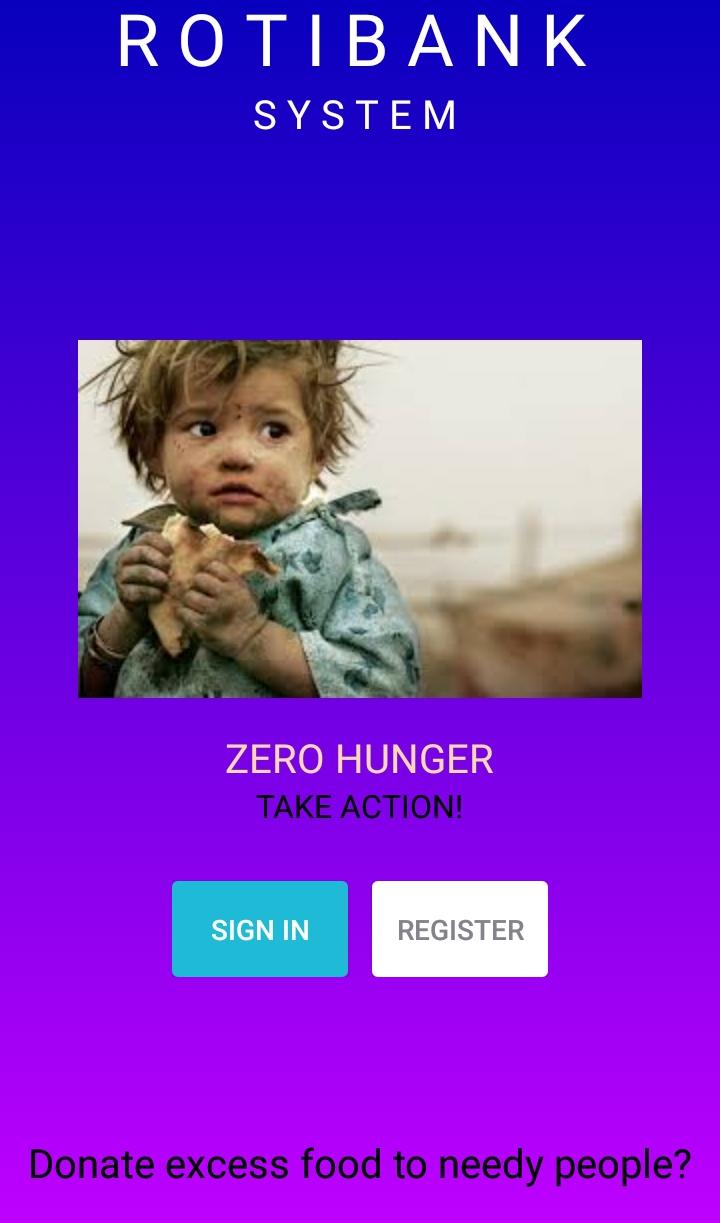 ROTIBANK
SYSTEM
ZERO HUNGER
TAKE ACTION!
SIGN IN
REGISTER
Donate excess food to needy people?